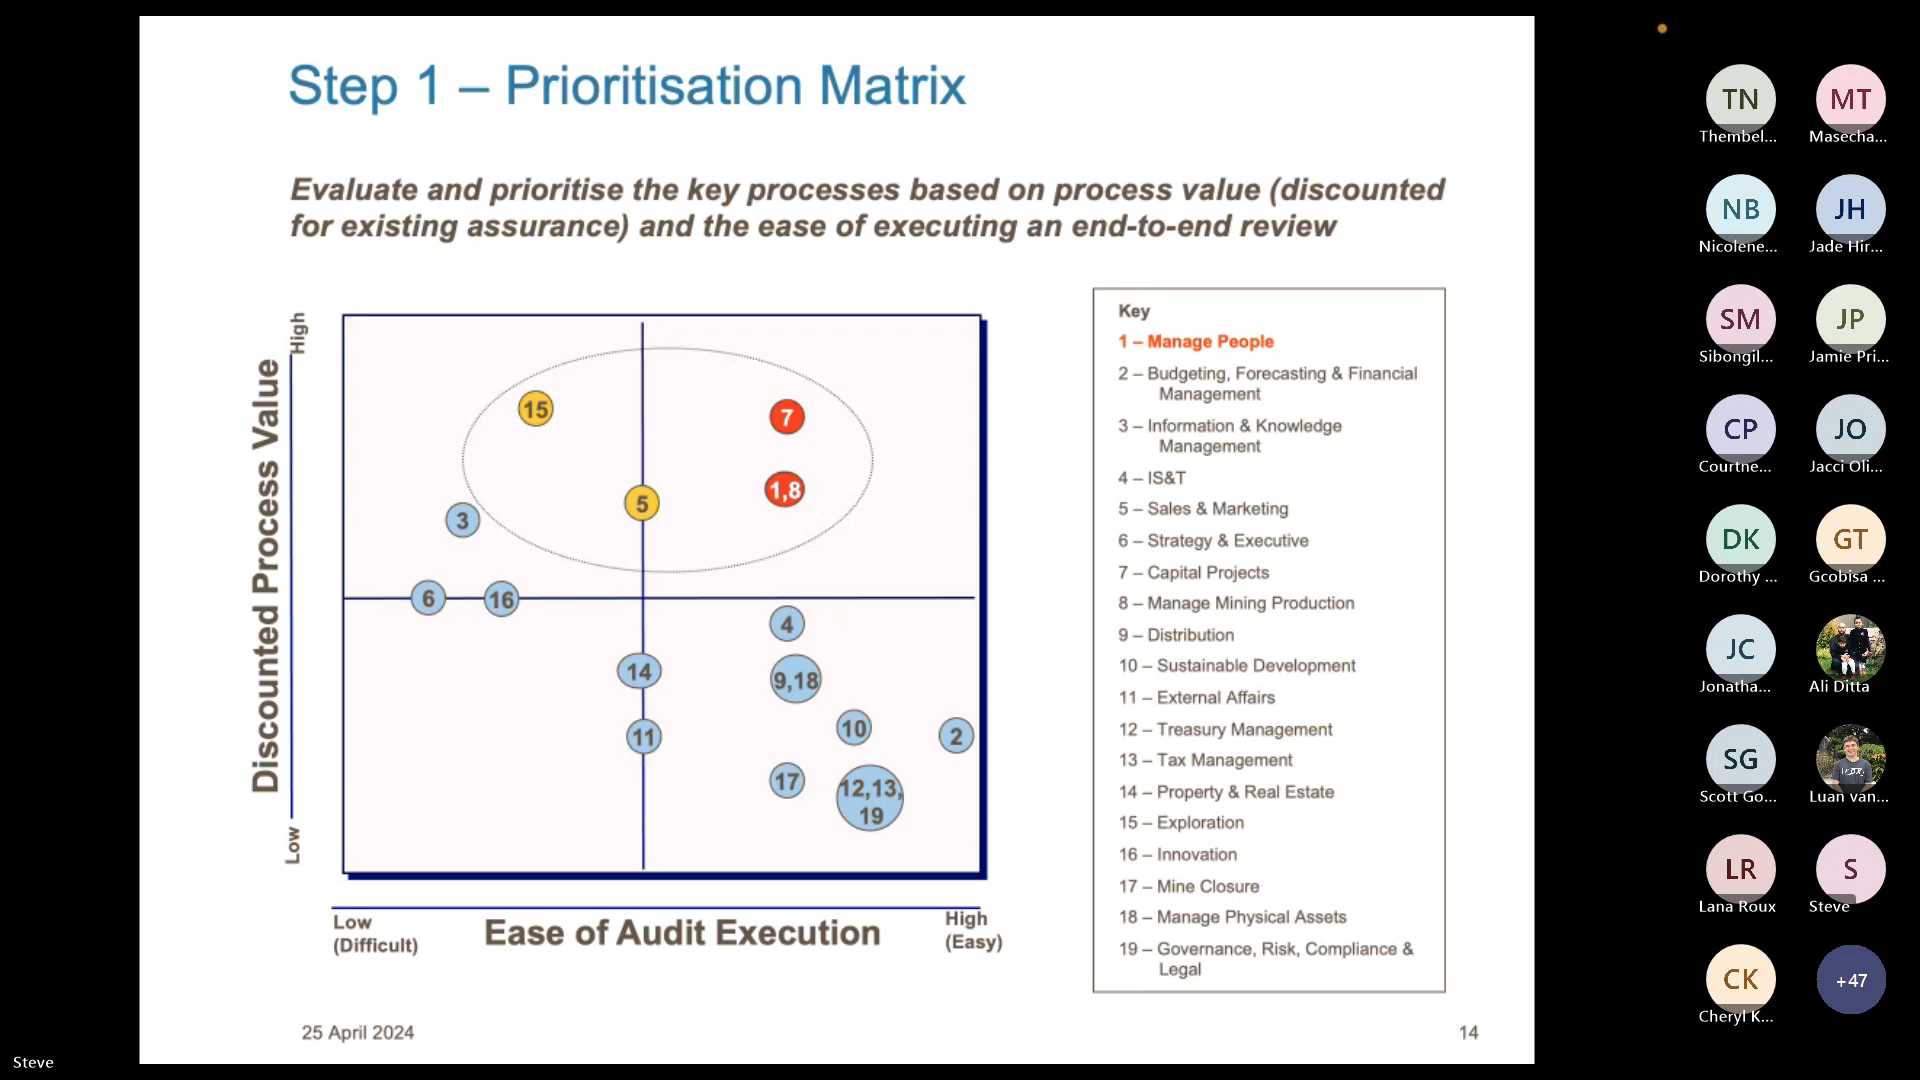 Step 1 – Prioritisation Matrix
Evaluate and prioritise the key processes based on process value (discounted
for existing assurance) and the ease of executing an end-to-end review
High
Discounted Process Value
Low
15
7
1,8
5
3
6
16
4
14
9,18
11
10
2
17
12,13,
19
Low
(Difficult)
Ease of Audit Execution
High
(Easy)
Key
1 – Manage People
2 – Budgeting, Forecasting & Financial
Management
3 – Information & Knowledge
Management
4 – IS&T
5 – Sales & Marketing
6 – Strategy & Executive
7 – Capital Projects
8 – Manage Mining Production
9 – Distribution
10 – Sustainable Development
11 – External Affairs
12 – Treasury Management
13 – Tax Management
14 – Property & Real Estate
15 – Exploration
16 – Innovation
17 – Mine Closure
18 – Manage Physical Assets
19 – Governance, Risk, Compliance &
Legal
25 April 2024
14
Steve
TN
Thembel...
MT
Masecha...
NB
Nicolene...
JH
Jade Hir...
SM
Sibongil...
JP
Jamie Pri...
CP
Courtne...
JO
Jacci Oli...
DK
Dorothy ...
GT
Gcobisa ...
JC
Jonatha...
Ali Ditta
SG
Scott Go...
Luan van...
LR
Lana Roux
S
Steve
CK
Cheryl K...
+47